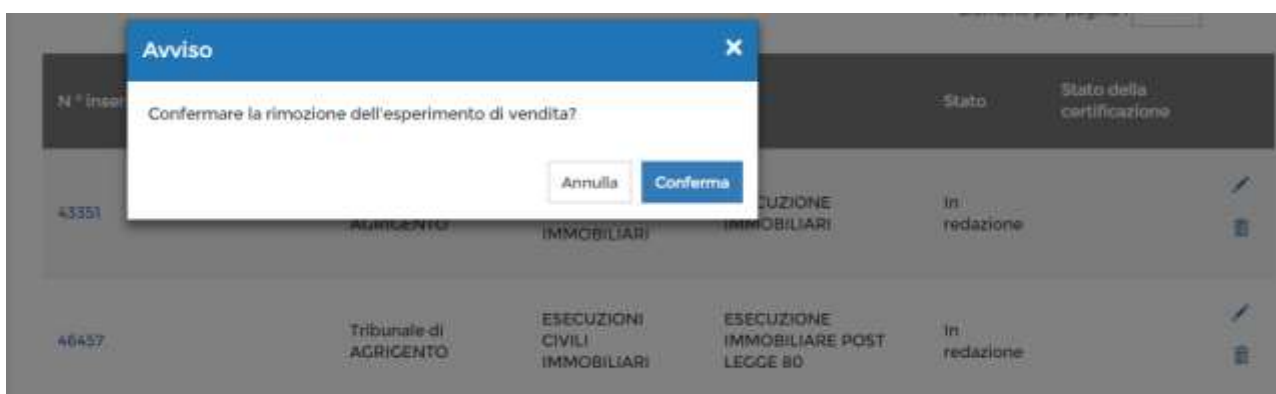 Avviso
Confermare la rimozione dell'esperimento di vendita?
Annulla
Conferma
Stato
Stato della
certificazione
43351
AGRIGENTO
IMMOBILIARI
IMMOBILIARI
In
redazione
46457
Tribunale di
AGRIGENTO
ESECUZIONI
CIVILI
IMMOBILIARI
ESECUZIONE
IMMOBILIARE POST
LEGGE 80
In
redazione